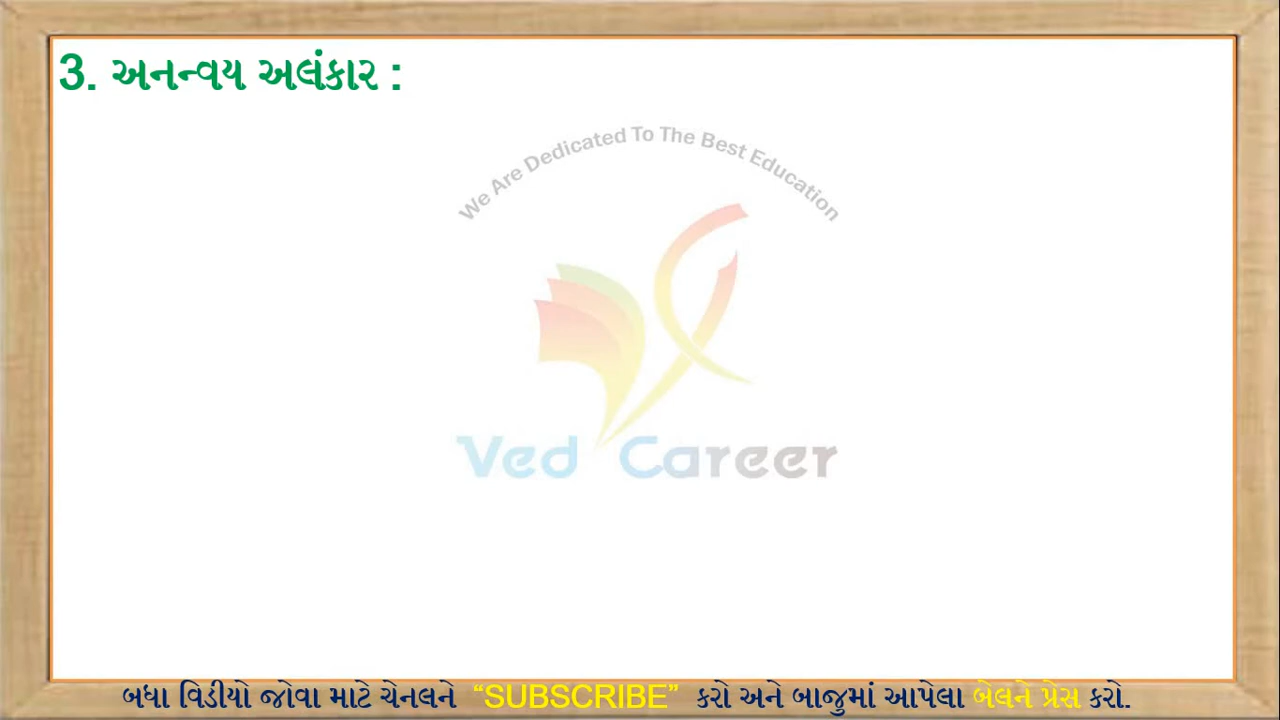 3. અનન્વય અલંકાર :
We Are Dedicated To The Best Education
Ved Career
બધા વિડીયો જોવા માટે ચેનલને “SUBSCRIBE” કરો અને બાજુમાં આપેલા બેલને પ્રેસ કરો.